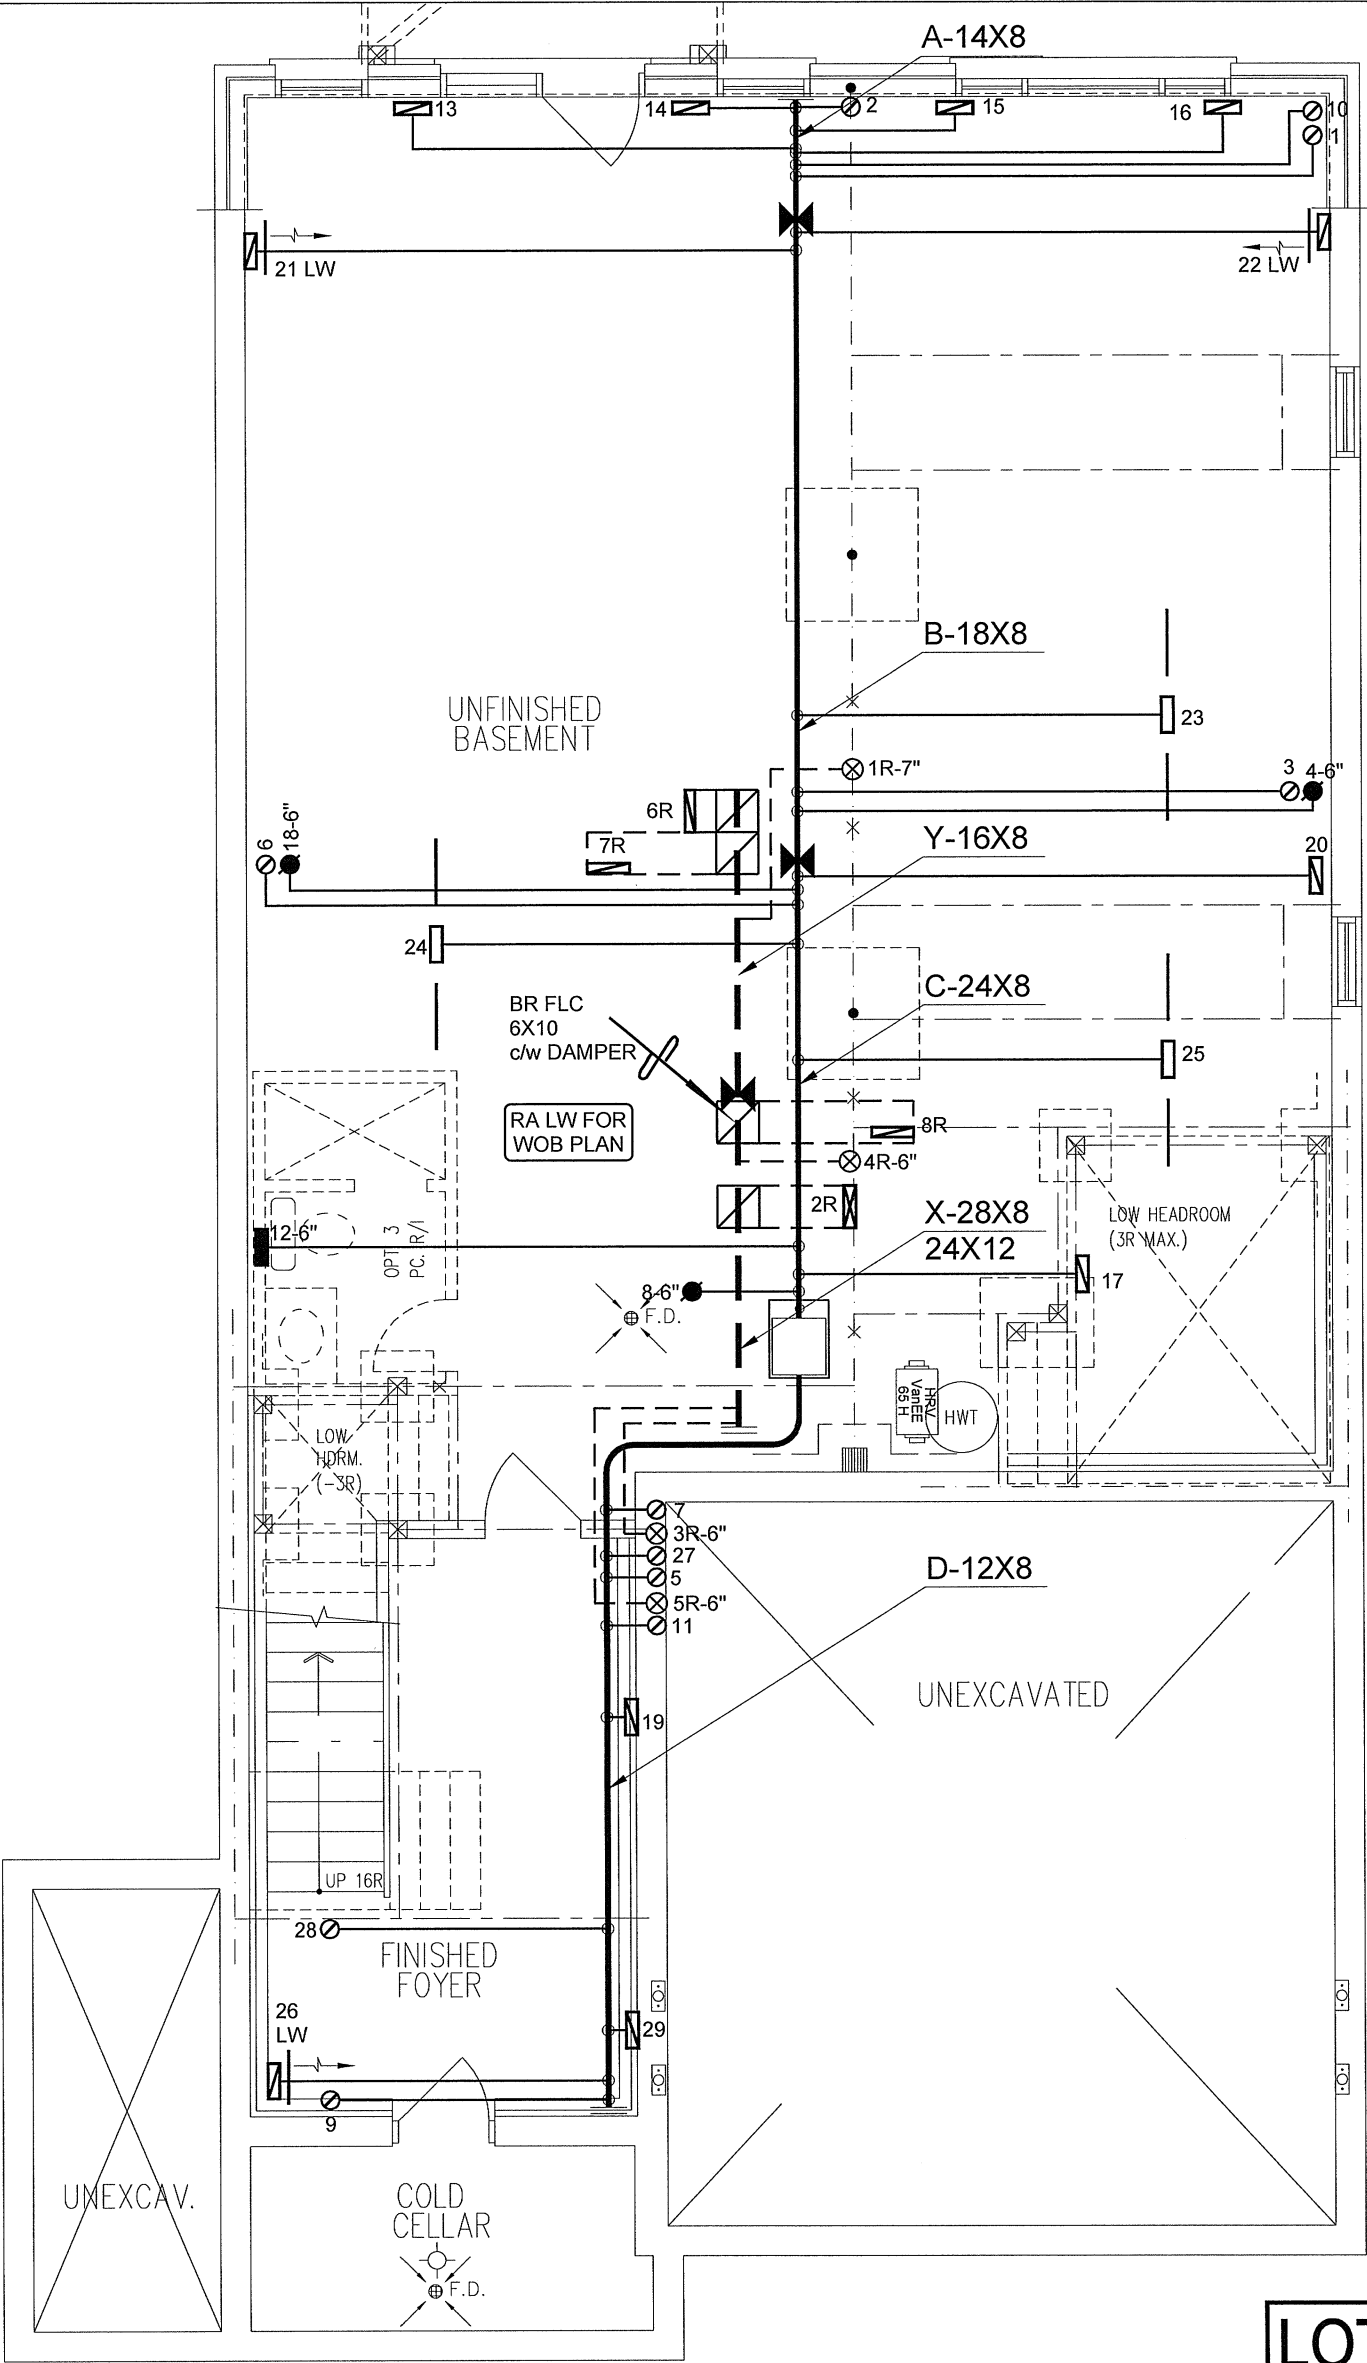 A-14X8
13
14
2
15
16
10
1
21 LW
22 LW
B-18X8
UNFINISHED
BASEMENT
23
1R-7"
3
4-6"
6R
7R
Y-16X8
6
18-6"
20
24
C-24X8
BR FLC
6X10
c/w DAMPER
25
RA LW FOR
WOB PLAN
8R
4R-6"
2R
X-28X8
24X12
LOW HEADROOM
(3R MAX.)
12-6"
OPT 3
PC. R/I
17
8-6"
F.D.
HRV
VanEE
65 H
HWT
LOW
HDRM.
(-3R)
7
3R-6"
27
5
5R-6"
11
D-12X8
UNEXCAVATED
19
UP 16R
28
FINISHED
FOYER
26
LW
29
9
UNEXCAV.
COLD
CELLAR
F.D.
LOT